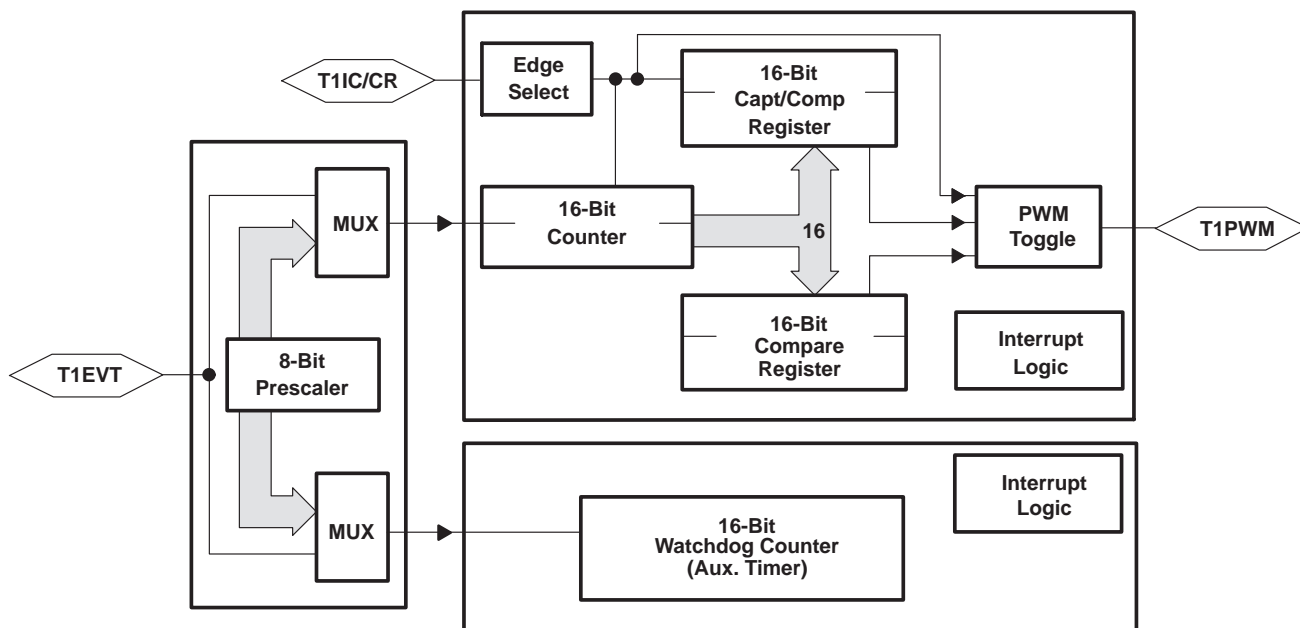 T1IC/CR
Edge
Select
16-Bit
Capt/Comp
Register
MUX
16-Bit
Counter
16
PWM
Toggle
T1PWM
T1EVT
8-Bit
Prescaler
16-Bit
Compare
Register
Interrupt
Logic
MUX
16-Bit
Watchdog Counter
(Aux. Timer)
Interrupt
Logic